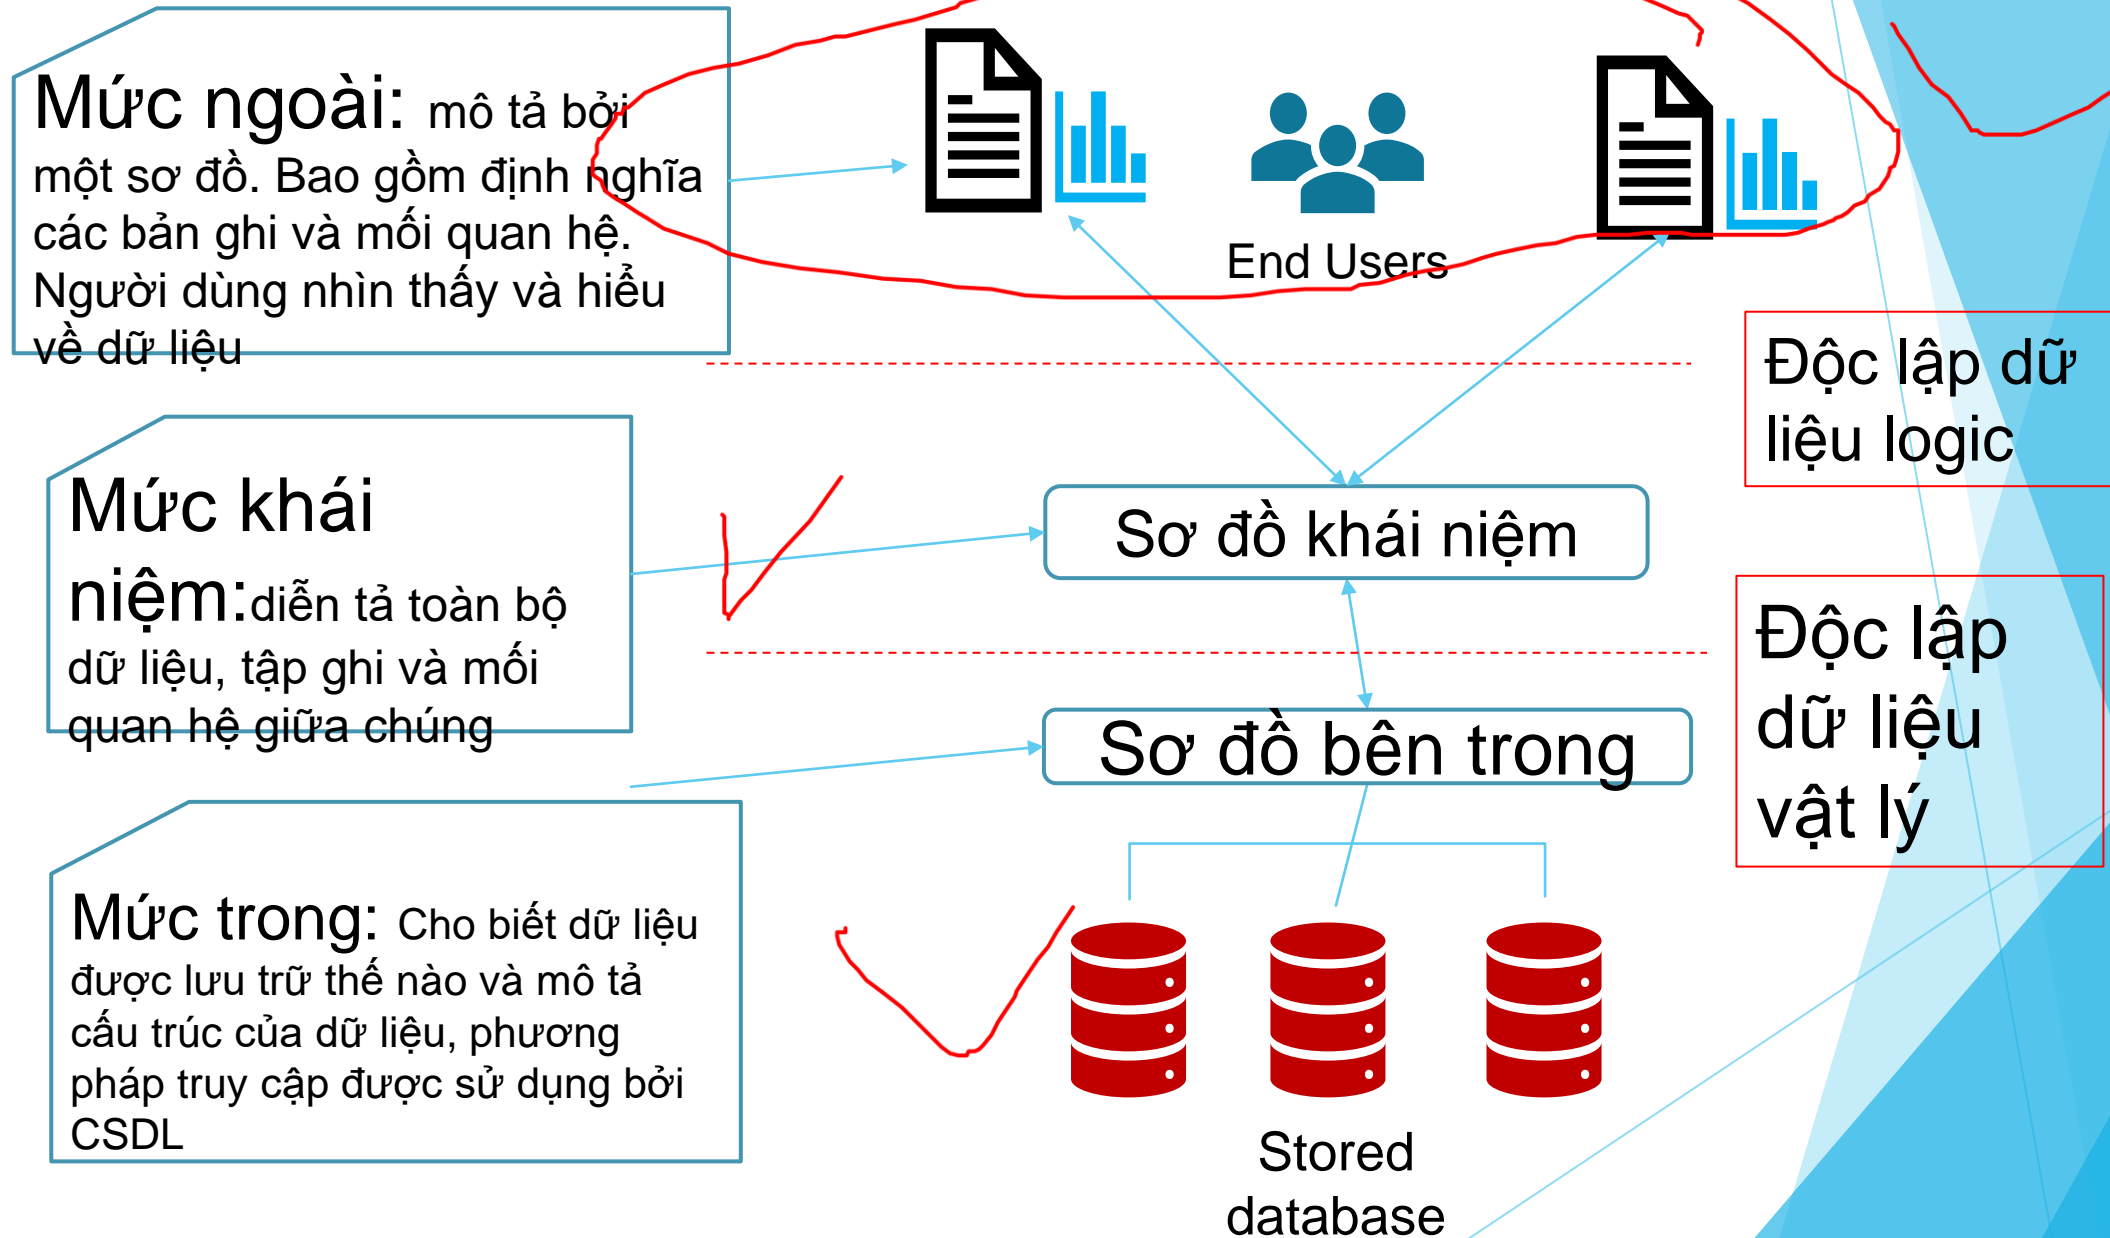 Mức ngoài: mô tả bởi
một sơ đồ. Bao gồm định nghĩa
các bản ghi và mối quan hệ.
Người dùng nhìn thấy và hiểu
về dữ liệu
End Users
Độc lập dữ
liệu logic
Mức khái
niệm:diễn tả toàn bộ
dữ liệu, tập ghi và mối
quan hệ giữa chúng
Sơ đồ khái niệm
Độc lập
dữ liệu
vật lý
Sơ đồ bên trong
Mức trong: Cho biết dữ liệu
được lưu trữ thế nào và mô tả
cấu trúc của dữ liệu, phương
pháp truy cập được sử dụng bởi
CSDL
Stored
database